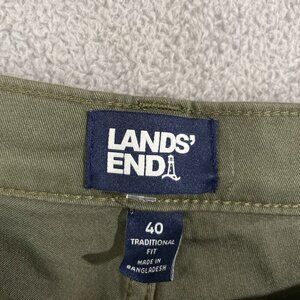 LANDS'
END
40
TRADITIONAL
FIT
MADE IN
BANGLADESH